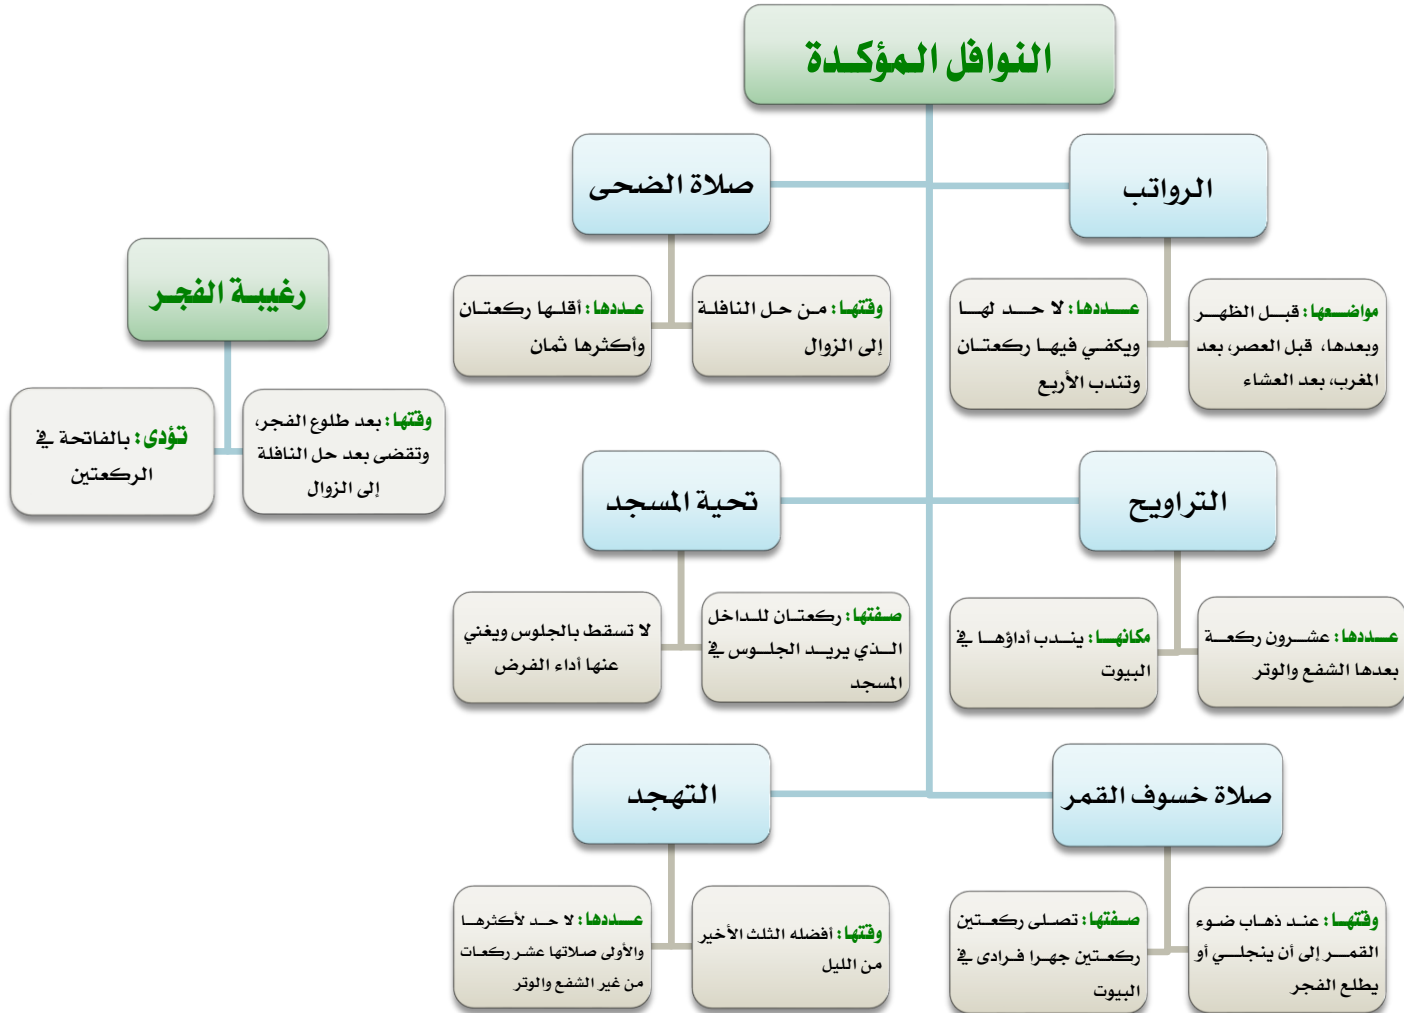 النوافل المؤكدة
الرواتب
مواضعها: قبل الظهر
وبعدها، قبل العصر، بعد
المغرب، بعد العشاء
عددها: لا حد لها
ويكفي فيها ركعتان
وتندب الأربع
صلاة الضحى
وقتها: من حل النافلة
إلى الزوال
عددها: أقلها ركعتان
وأكثرها ثمان
التراويح
عددها: عشرون ركعة
بعدها الشفع والوتر
مكانها: يندب أداؤها في
البيوت
تحية المسجد
صفتها: ركعتان للداخل
الذي يريد الجلوس في
المسجد
لا تسقط بالجلوس ويغني
عنها أداء الفرض
صلاة خسوف القمر
وقتها: عند ذهاب ضوء
القمر إلى أن ينجلي أو
يطلع الفجر
صفتها: تصلى ركعتين
ركعتين جهرا فرادى في
البيوت
التهجد
وقتها: أفضله الثلث الأخير
من الليل
عددها: لا حد لأكثرها
والأولى صلاتها عشر ركعات
من غير الشفع والوتر
رغيبة الفجر
وقتها: بعد طلوع الفجر،
وتقضى بعد حل النافلة
إلى الزوال
تؤدى: بالفاتحة في
الركعتين